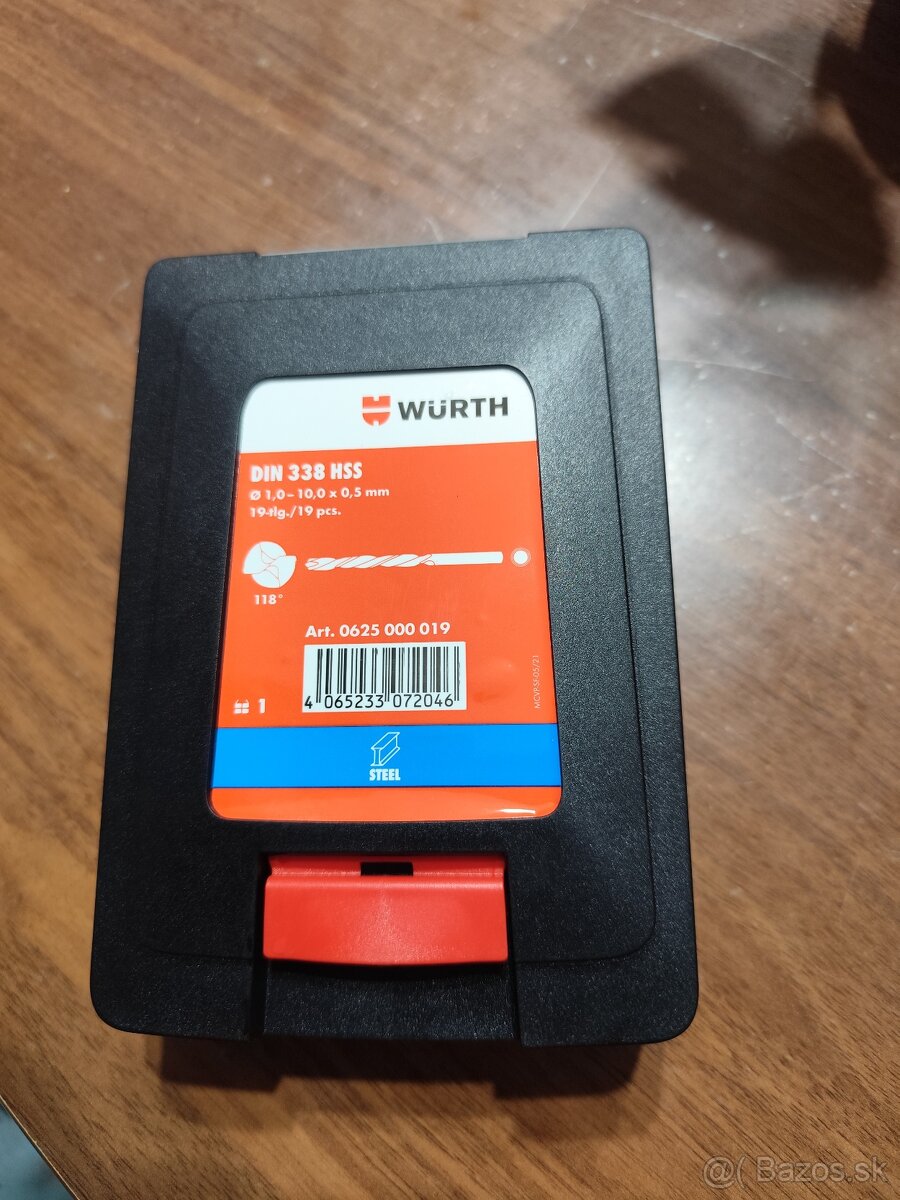 WÜRTH
DIN 338 HSS
Ø 1,0–10,0 x 0,5 mm
19-tlg./19 pcs.
118°
Art. 0625 000 019
4 065233 072046
1
STEEL
@( Bazos.sk